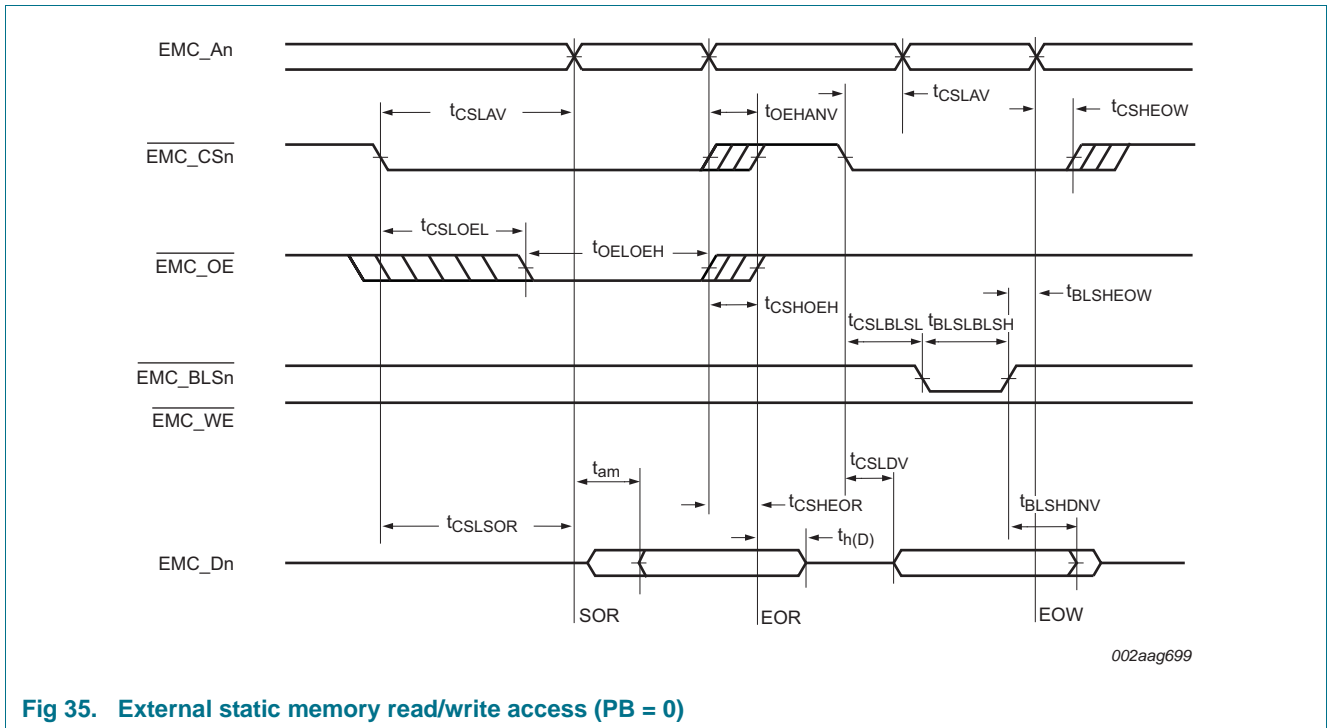 EMC_An
tCSLAV
tOEHANV
tCSLAV
tCSHEOW
EMC_CSn
tCSLOEL
tOELOEH
EMC_OE
tCSHOEH
tBLSHEOW
tCSLBLSL
tBLSLBLSH
EMC_BLSn
EMC_WE
tam
tCSLDV
tCSLSOR
tCSHEOR
tBLSHDNV
th(D)
EMC_Dn
SOR
EOR
EOW
002aag699
Fig 35. External static memory read/write access (PB = 0)